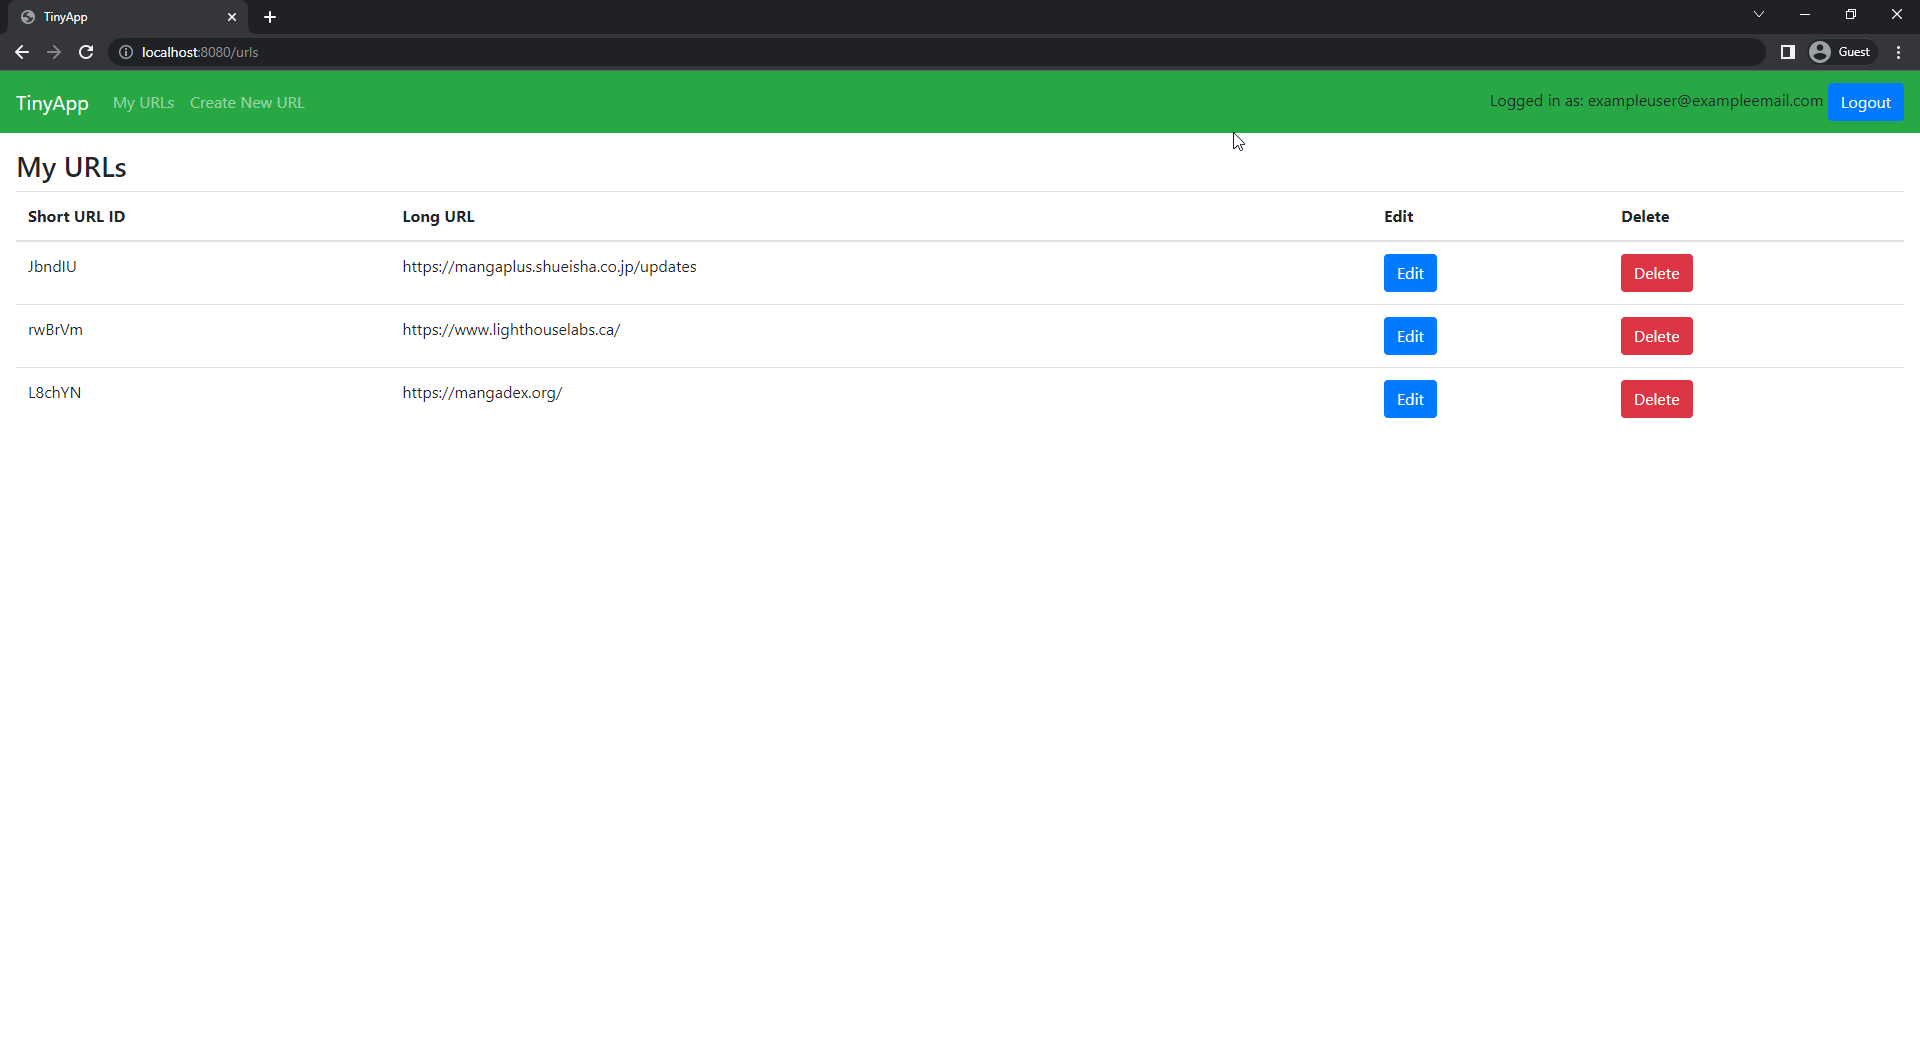 TinyApp
localhost:8080/urls
Guest
TinyApp My URLs Create New URL Logged in as: exampleuser@exampleemail.com Logout
My URLs
Short URL ID Long URL Edit Delete
JbndIU https://mangaplus.shueisha.co.jp/updates Edit Delete
rwBrVm https://www.lighthouselabs.ca/ Edit Delete
L8chYN https://mangadex.org/ Edit Delete